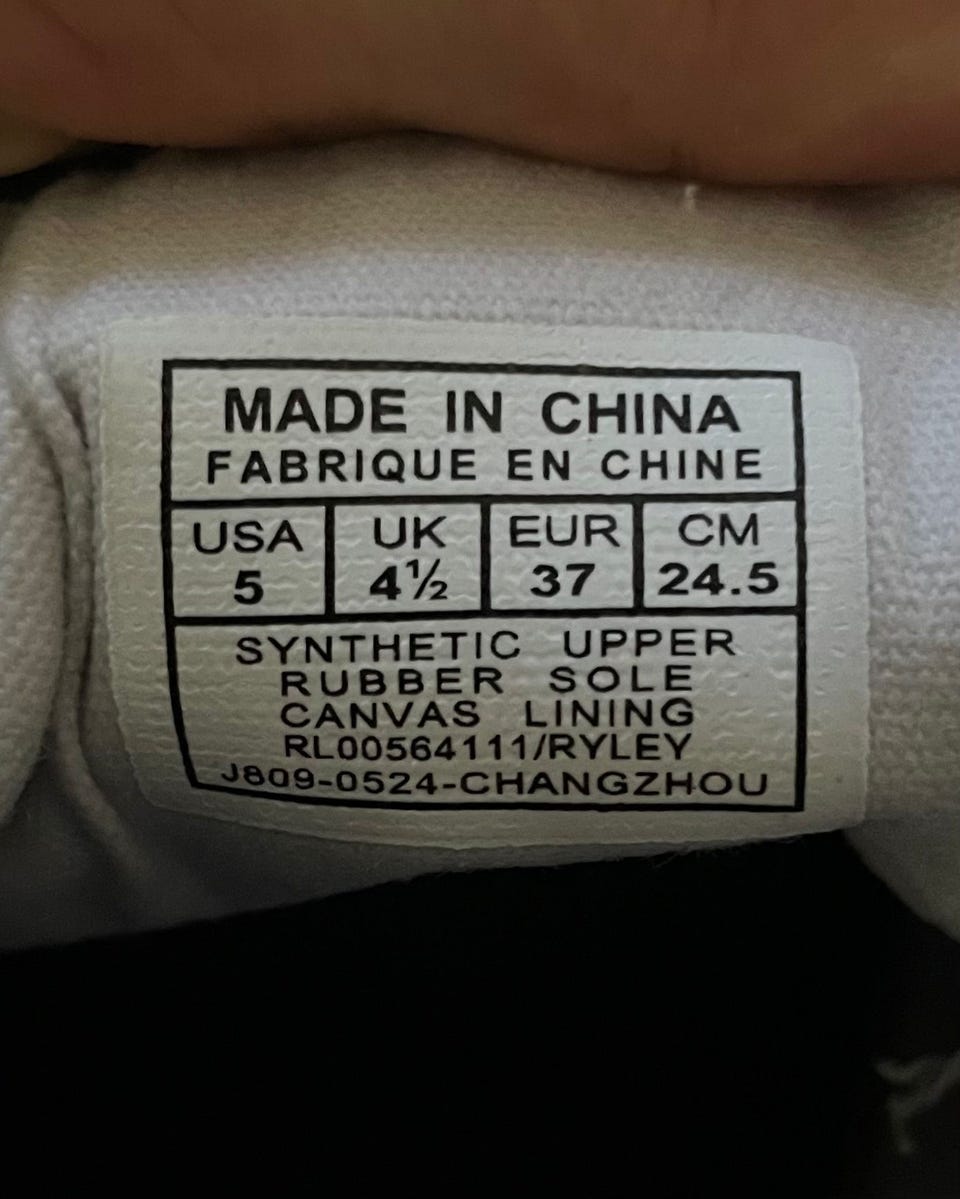 MADE IN CHINA
FABRIQUE EN CHINE
USA UK EUR CM
5 4½ 37 24.5
SYNTHETIC UPPER
RUBBER SOLE
CANVAS LINING
RL00564111/RYLEY
J809-0524-CHANGZHOU